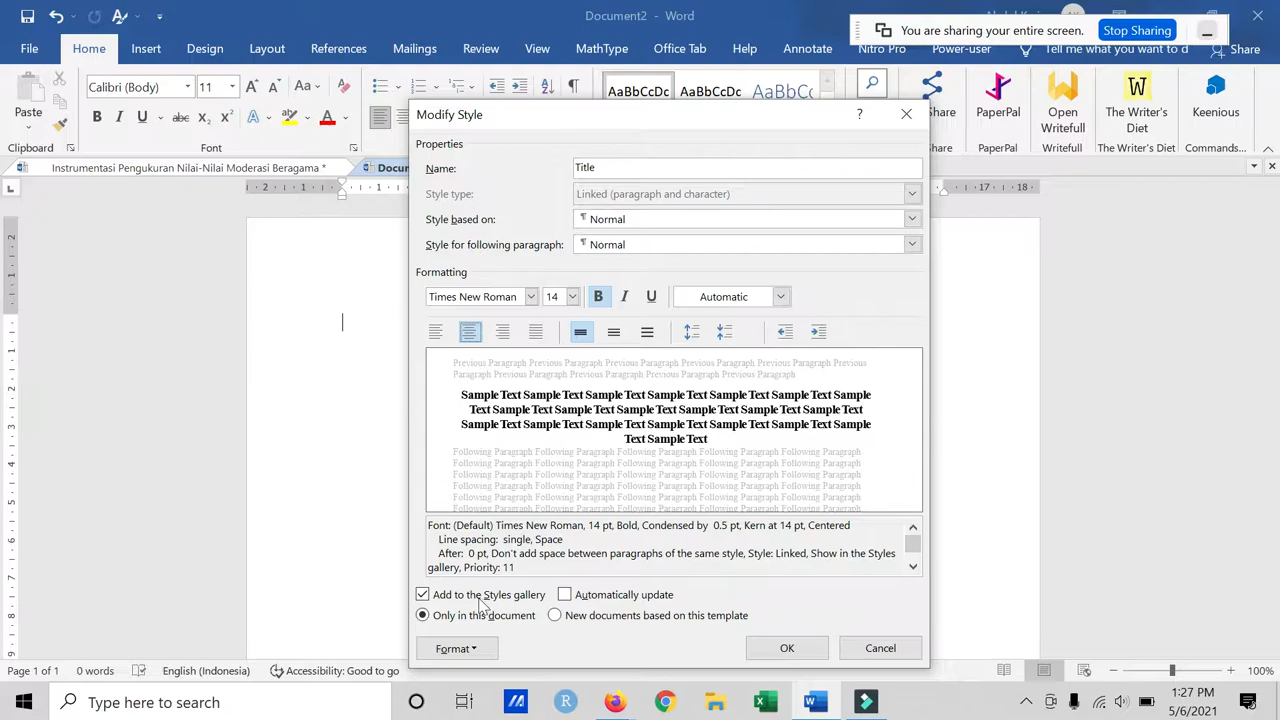 Document2 - Word
You are sharing your entire screen. Stop Sharing
File Home Insert Design Layout References Mailings Review View MathType Office Tab Help Annotate Nitro Pro Power-user Tell me what you want to d Share
Paste
Calibri (Body) 11
AaBbCcDc AaBbCcDc AaBbCc
PaperPal Open Writefull The Writer's Diet Keenious
Clipboard Font PaperPal Writefull The Writer's Diet Commands...
Instrumentasi Pengukuran Nilai-Nilai Moderasi Beragama *
Modify Style
Properties
Name: Title
Style type: Linked (paragraph and character)
Style based on: Normal
Style for following paragraph: Normal
Formatting
Times New Roman 14 B I U Automatic
Previous Paragraph Previous Paragraph Previous Paragraph Previous Paragraph Previous Paragraph Previous
Paragraph Previous Paragraph Previous Paragraph Previous Paragraph Previous Paragraph
Sample Text Sample Text Sample Text Sample Text Sample Text Sample Text Sample
Text Sample Text Sample Text Sample Text Sample Text Sample Text Sample Text
Sample Text Sample Text Sample Text Sample Text Sample Text Sample Text Sample
Text Sample Text
Following Paragraph Following Paragraph Following Paragraph Following Paragraph Following Paragraph
Following Paragraph Following Paragraph Following Paragraph Following Paragraph Following Paragraph
Following Paragraph Following Paragraph Following Paragraph Following Paragraph Following Paragraph
Following Paragraph Following Paragraph Following Paragraph Following Paragraph Following Paragraph
Following Paragraph Following Paragraph Following Paragraph Following Paragraph Following Paragraph
Following Paragraph Following Paragraph Following Paragraph Following Paragraph Following Paragraph
Font: (Default) Times New Roman, 14 pt, Bold, Condensed by 0.5 pt, Kern at 14 pt, Centered
Line spacing: single, Space
After: 0 pt, Don't add space between paragraphs of the same style, Style: Linked, Show in the Styles
gallery, Priority: 11
Add to the Styles gallery Automatically update
Only in this document New documents based on this template
Format OK Cancel
Page 1 of 1 0 words English (Indonesia) Accessibility: Good to go 100%
Type here to search
1:27 PM
5/6/2021